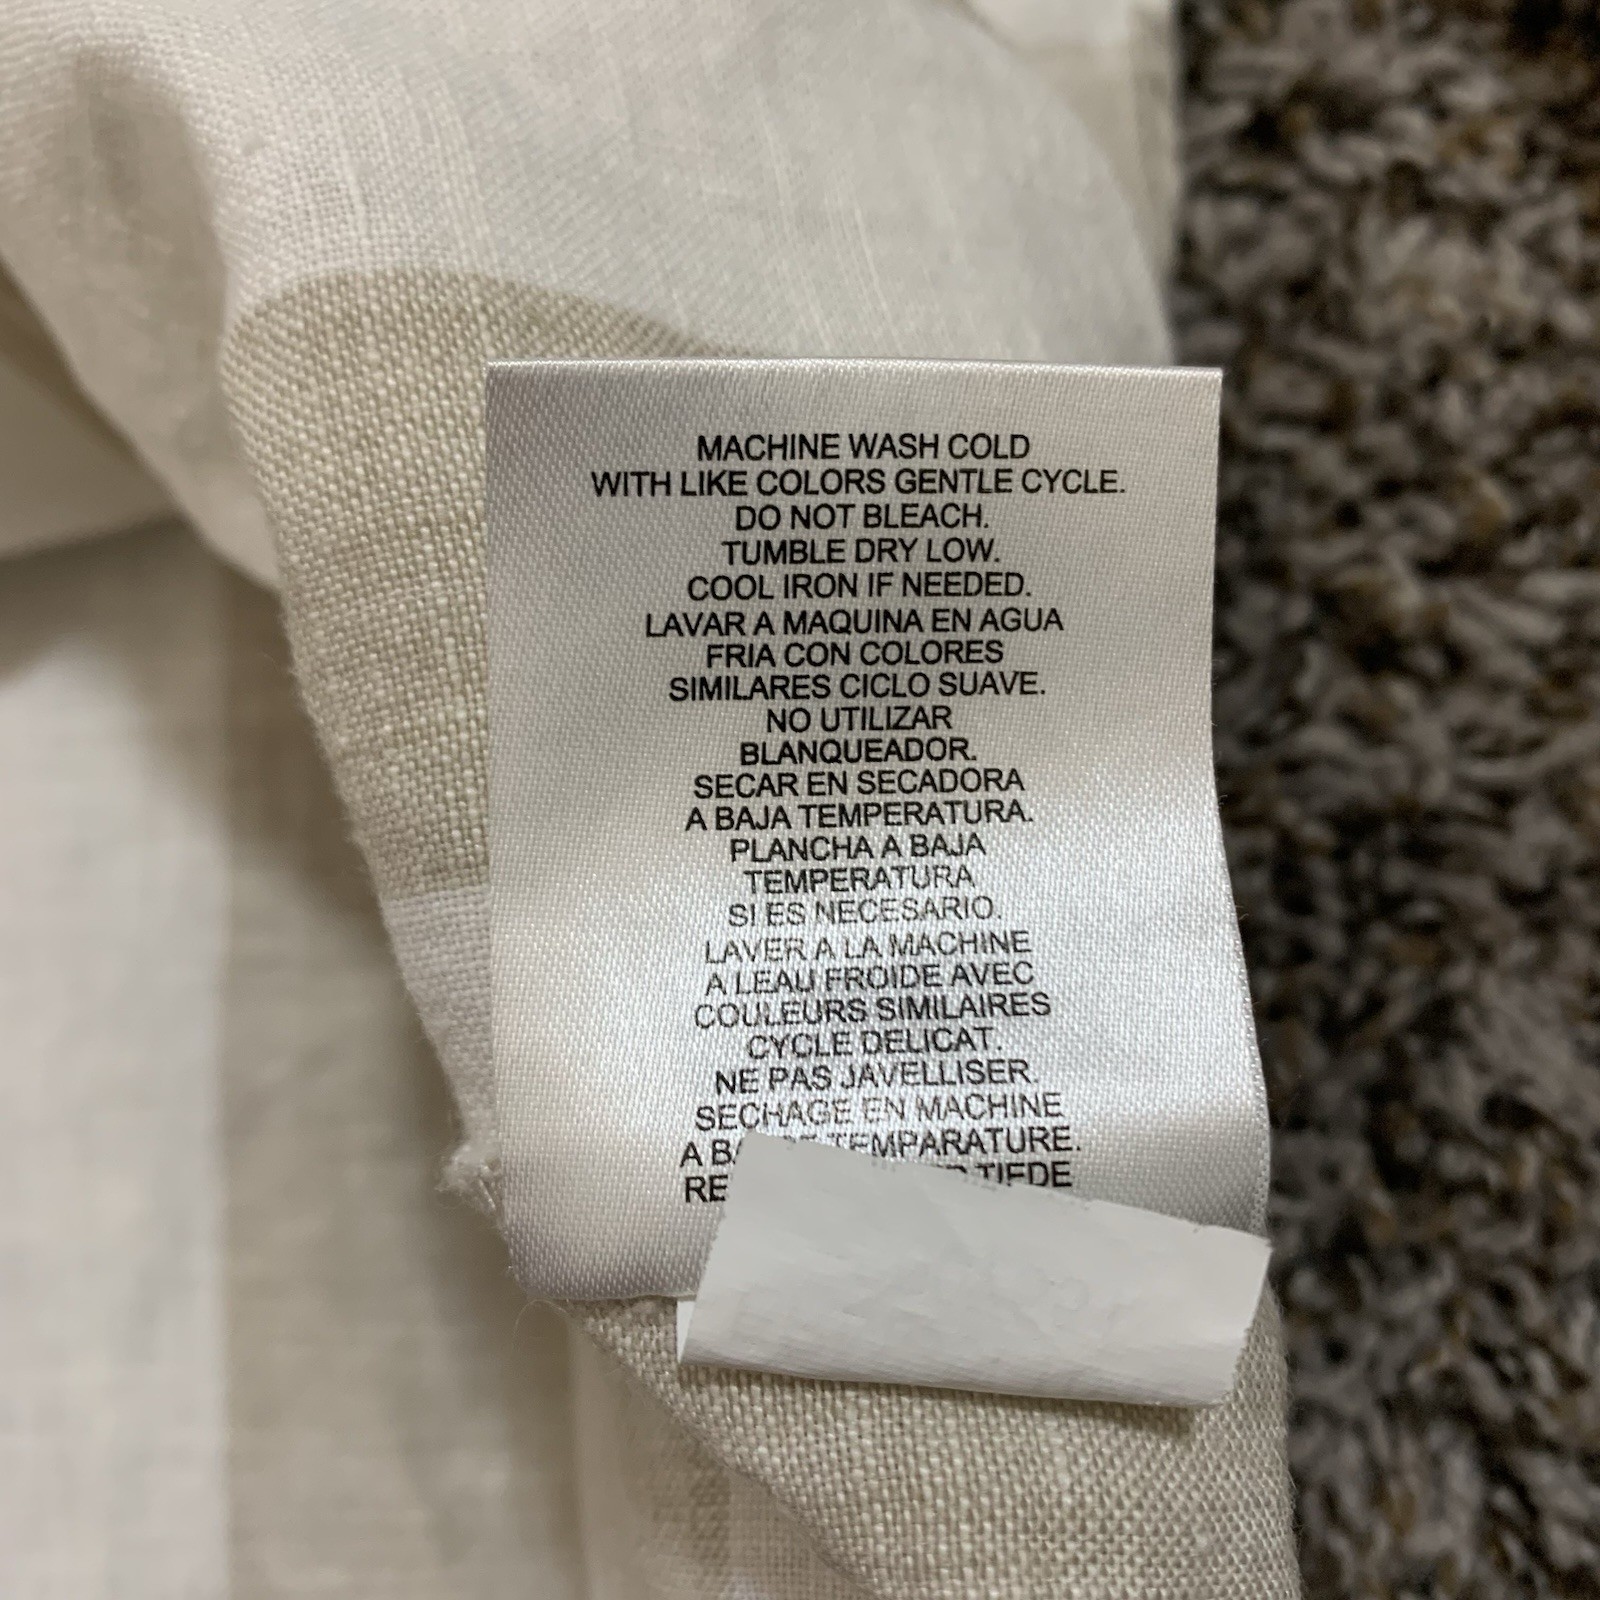 MACHINE WASH COLD
WITH LIKE COLORS GENTLE CYCLE.
DO NOT BLEACH.
TUMBLE DRY LOW.
COOL IRON IF NEEDED.
LAVAR A MAQUINA EN AGUA
FRIA CON COLORES
SIMILARES CICLO SUAVE.
NO UTILIZAR
BLANQUEADOR.
SECAR EN SECADORA
A BAJA TEMPERATURA.
PLANCHA A BAJA
TEMPERATURA
SI ES NECESARIO.
LAVER A LA MACHINE
A LEAU FROIDE AVEC
COULEURS SIMILAIRES
CYCLE DELICAT.
NE PAS JAVELLISER.
SECHAGE EN MACHINE
A TEMPARATURE.
TIEDE